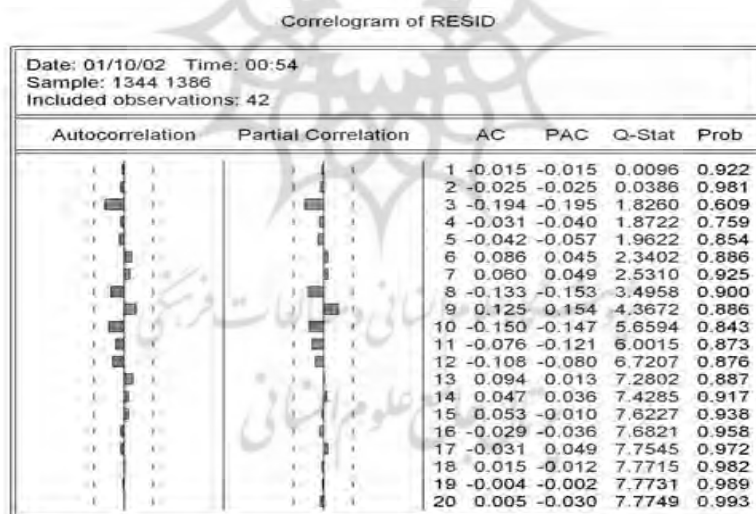 Correlogram of RESID
Date: 01/10/02 Time: 00:54
Sample: 1344 1386
Included observations: 42
Autocorrelation Partial Correlation AC PAC Q-Stat Prob
1 -0.015 -0.015 0.0096 0.922
2 -0.025 -0.025 0.0386 0.981
3 -0.194 -0.195 1.8260 0.609
4 -0.031 -0.040 1.8722 0.759
5 -0.042 -0.057 1.9622 0.854
6 0.086 0.045 2.3402 0.886
7 0.060 0.049 2.5310 0.925
8 -0.133 -0.153 3.4958 0.900
9 0.125 0.154 4.3672 0.886
10 -0.150 -0.147 5.6594 0.843
11 -0.076 -0.121 6.0015 0.873
12 -0.108 -0.080 6.7207 0.876
13 0.094 0.013 7.2802 0.887
14 0.047 0.036 7.4285 0.917
15 0.053 -0.010 7.6227 0.938
16 -0.029 -0.036 7.6821 0.958
17 -0.031 0.049 7.7545 0.972
18 0.015 -0.012 7.7715 0.982
19 -0.004 -0.002 7.7731 0.989
20 0.005 -0.030 7.7749 0.993